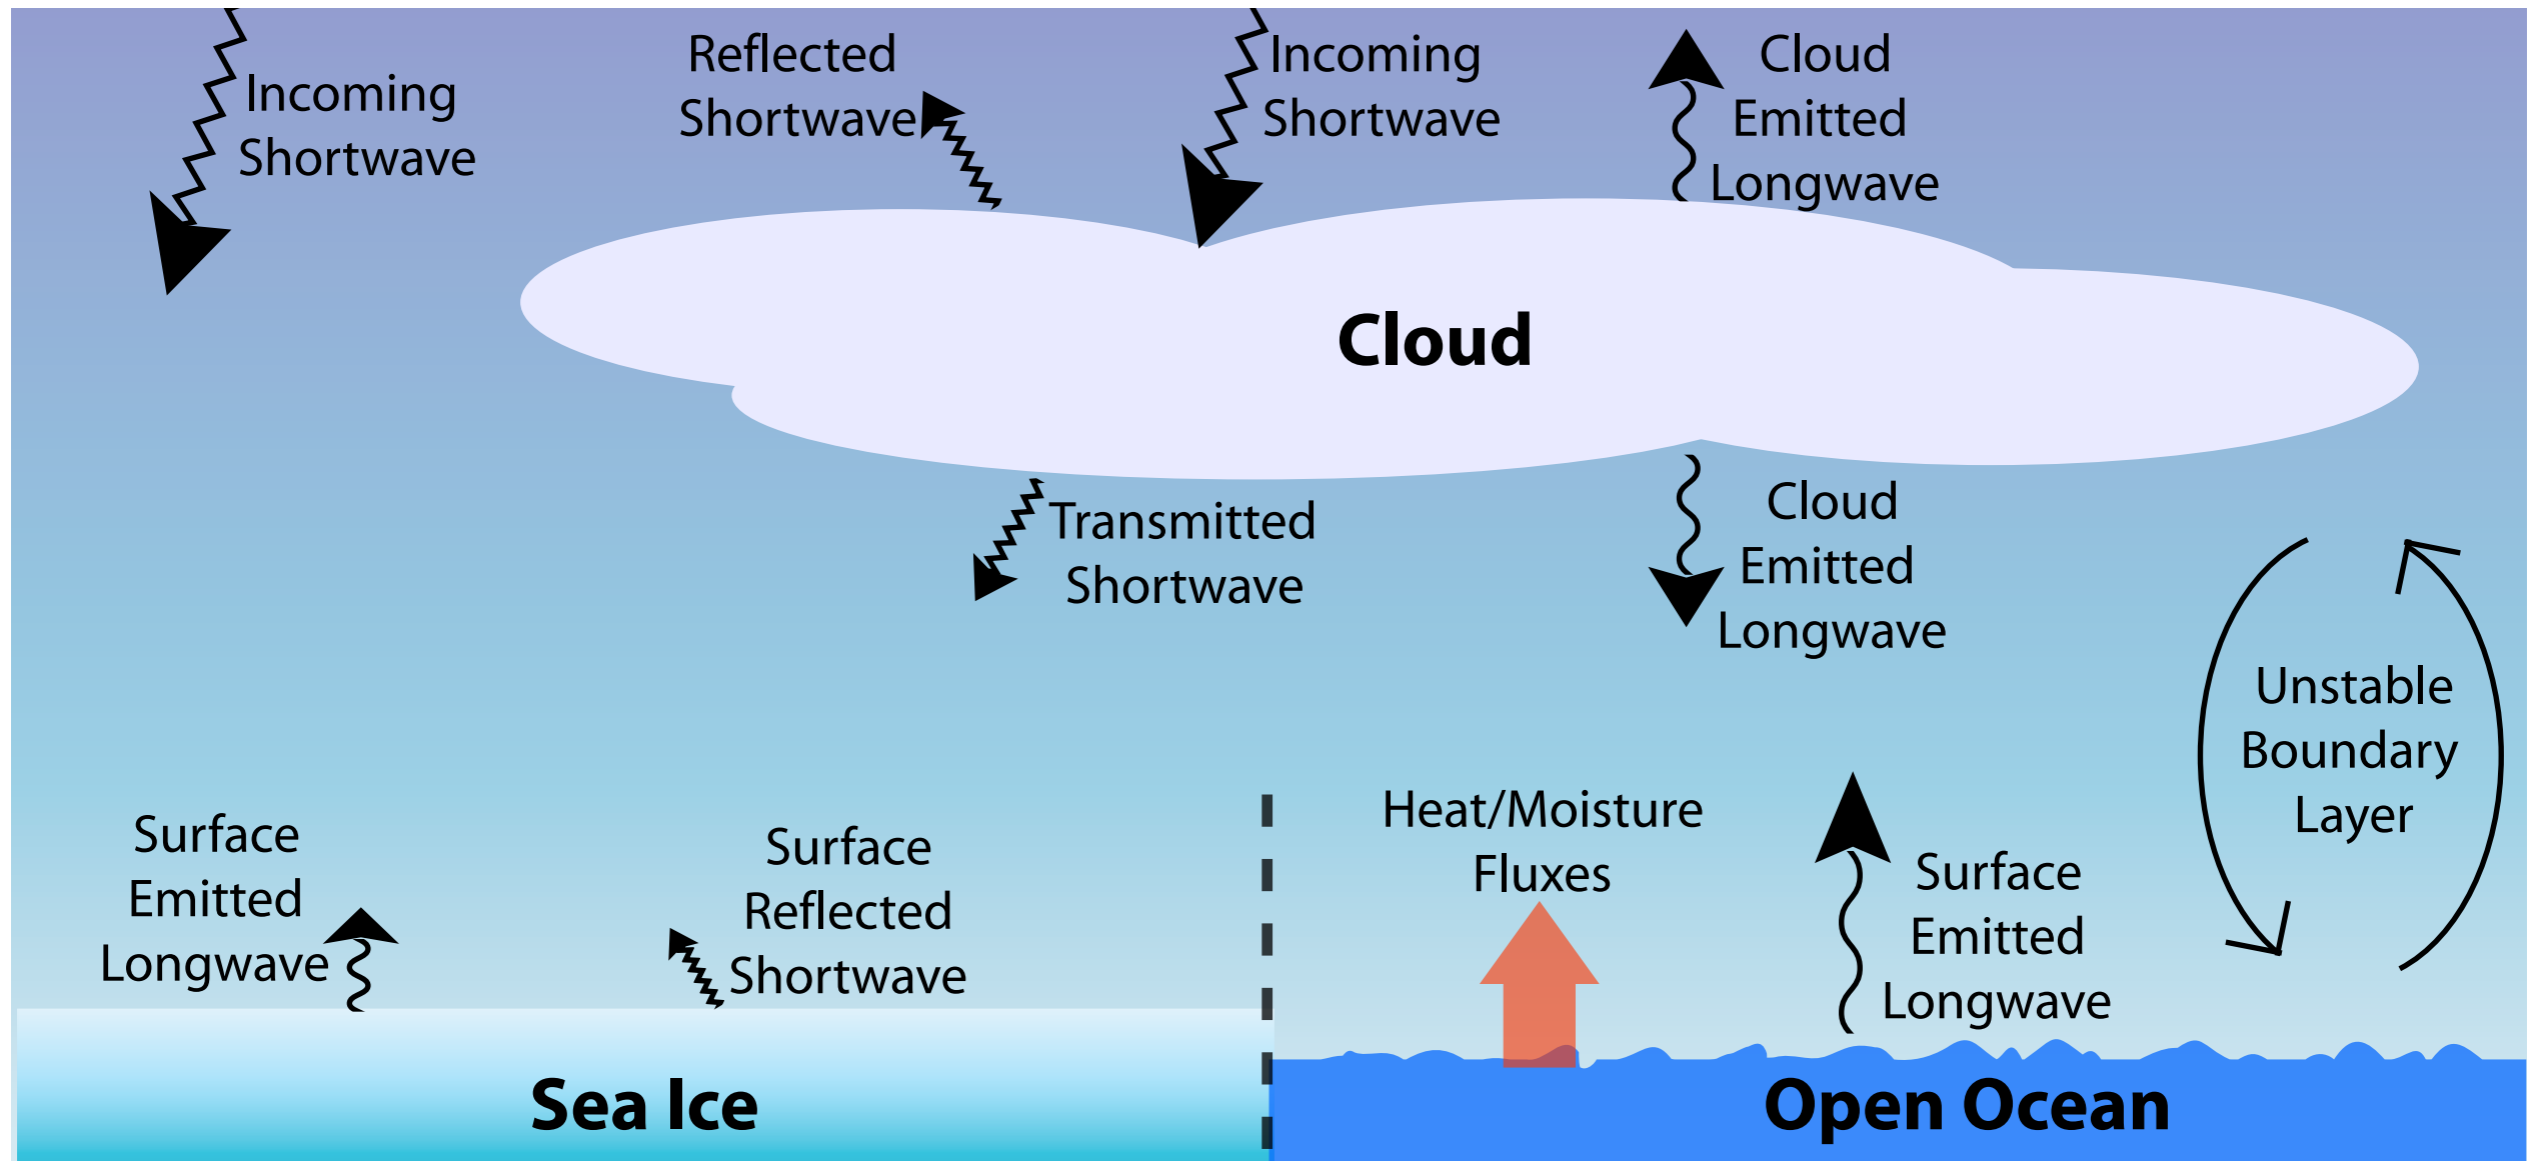 Incoming
Shortwave
Reflected
Shortwave
Incoming
Shortwave
Cloud
Emitted
Longwave
Cloud
Transmitted
Shortwave
Cloud
Emitted
Longwave
Unstable
Boundary
Layer
Surface
Emitted
Longwave
Surface
Reflected
Shortwave
Heat/Moisture
Fluxes
Surface
Emitted
Longwave
Sea Ice
Open Ocean